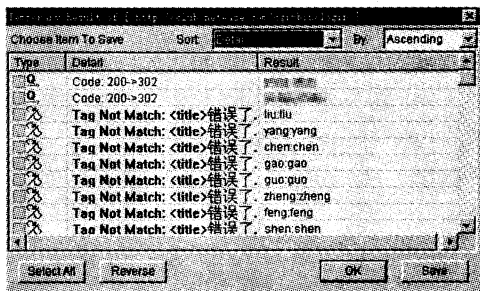 Choose Item To Save Sort By Ascending
Type Detail Result
Code: 200->302
Code: 200->302
Tag Not Match: <title>错误了. liu:liu
Tag Not Match: <title>错误了. yang:yang
Tag Not Match: <title>错误了. chen:chen
Tag Not Match: <title>错误了. gao:gao
Tag Not Match: <title>错误了. guo:guo
Tag Not Match: <title>错误了. zheng:zheng
Tag Not Match: <title>错误了. feng:feng
Tag Not Match: <title>错误了. shen:shen
Select All Reverse OK Save